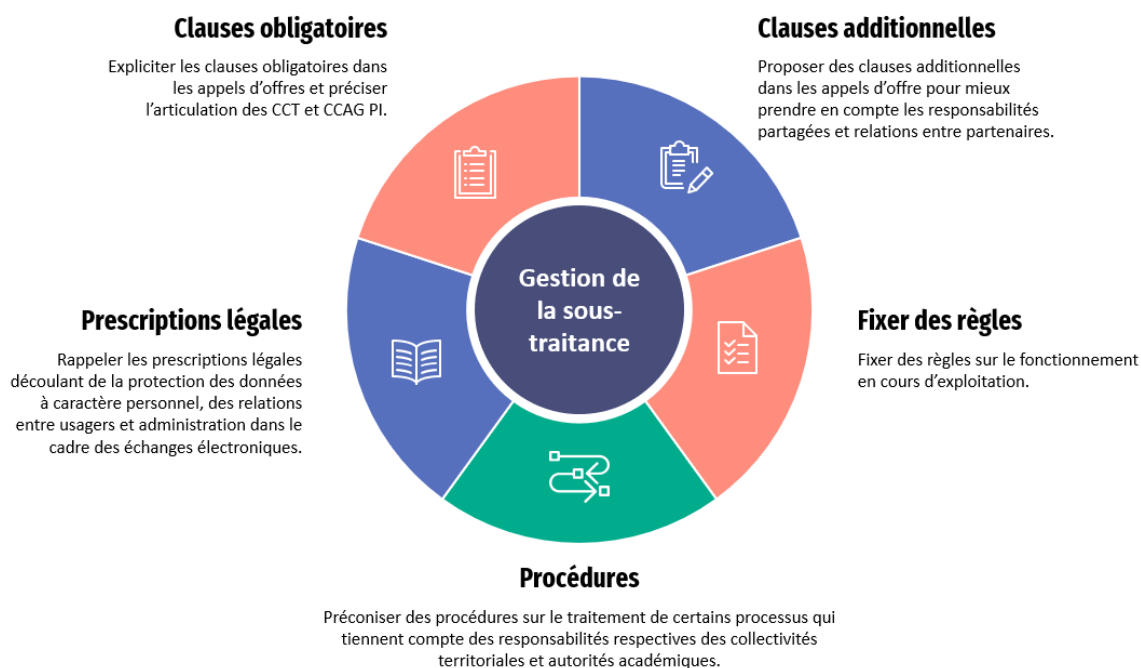 Clauses obligatoires
Expliciter les clauses obligatoires dans
les appels d’offres et préciser
l’articulation des CCT et CCAG PI.
Clauses additionnelles
Proposer des clauses additionnelles
dans les appels d’offre pour mieux
prendre en compte les responsabilités
partagées et relations entre partenaires.
Gestion de
la sous-
traitance
Prescriptions légales
Rappeler les prescriptions légales
découlant de la protection des données
à caractère personnel, des relations
entre usagers et administration dans le
cadre des échanges électroniques.
Fixer des règles
Fixer des règles sur le fonctionnement
en cours d’exploitation.
Procédures
Préconiser des procédures sur le traitement de certains processus qui
tiennent compte des responsabilités respectives des collectivités
territoriales et autorités académiques.